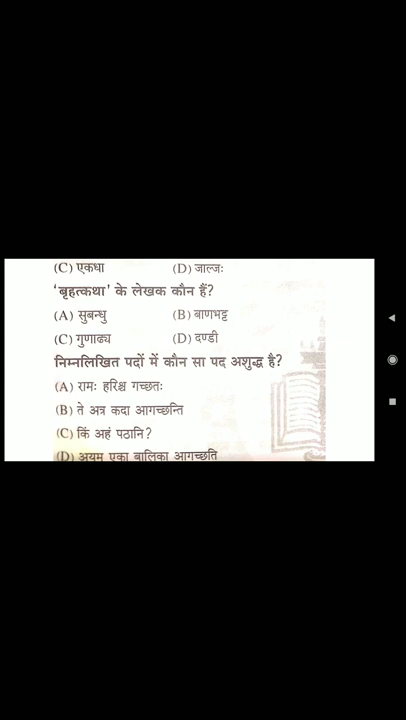 (C) एकधा (D) जाल्जः
'बृहत्कथा' के लेखक कौन हैं?
(A) सुबन्धु (B) बाणभट्ट
(C) गुणाढ्य (D) दण्डी
निम्नलिखित पदों में कौन सा पद अशुद्ध है?
(A) रामः हरिश्च गच्छतः
(B) ते अत्र कदा आगच्छन्ति
(C) किं अहं पठानि?
(D) अयम् एका बालिका आगच्छति